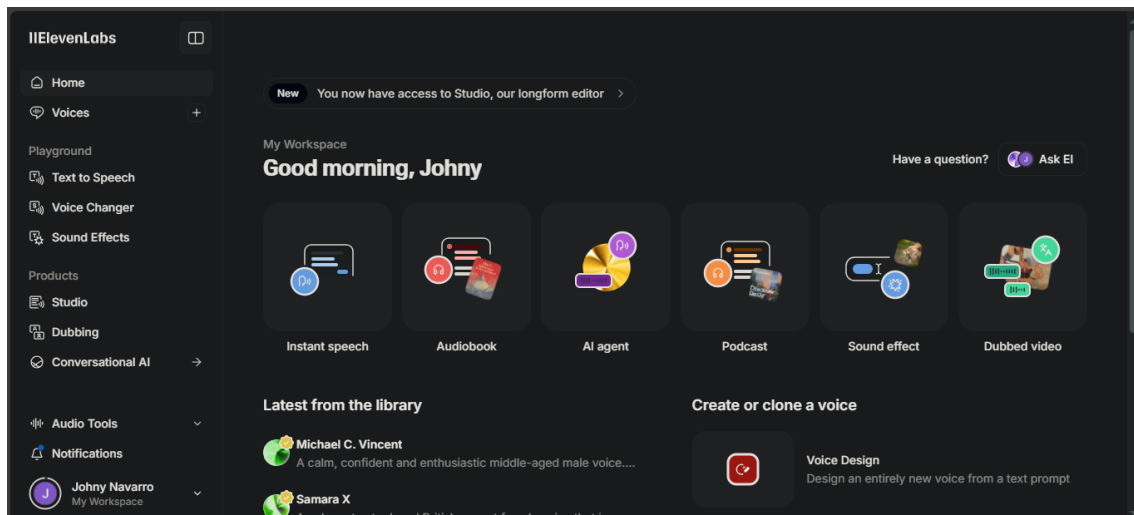 IIElevenLabs
Home
Voices
+
Playground
Text to Speech
Voice Changer
Sound Effects
Products
Studio
Dubbing
Conversational AI
Audio Tools
Notifications
J
Johny Navarro
My Workspace
New You now have access to Studio, our longform editor
My Workspace
Good morning, Johny
Have a question? J Ask El
Instant speech
Audiobook
AI agent
Podcast
Sound effect
Dubbed video
Latest from the library
Michael C. Vincent
A calm, confident and enthusiastic middle-aged male voice....
Samara X
Create or clone a voice
Voice Design
Design an entirely new voice from a text prompt